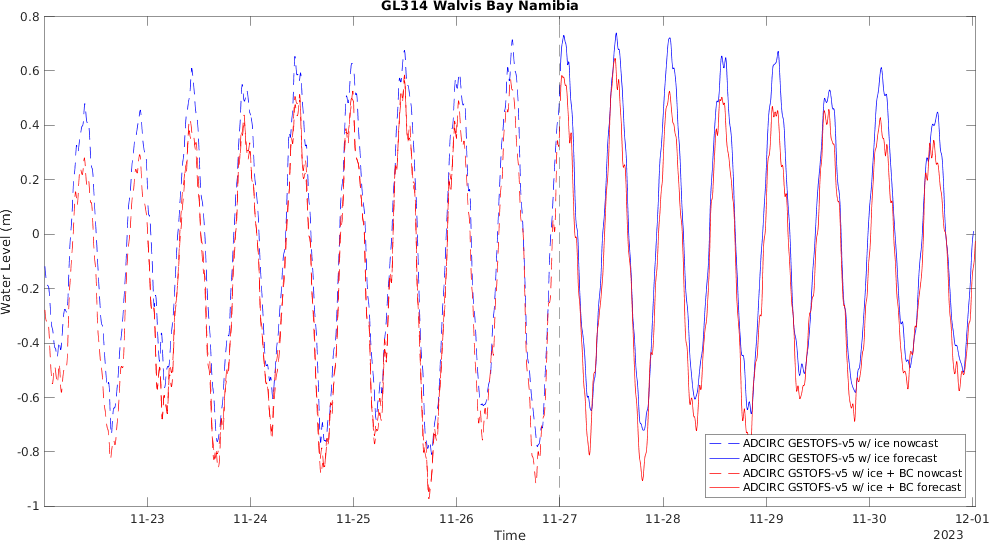 GL314 Walvis Bay Namibia
0.8
0.6
0.4
0.2
0
-0.2
-0.4
-0.6
-0.8
-1
Water Level (m)
ADCIRC GESTOFS-v5 w/ ice nowcast
ADCIRC GESTOFS-v5 w/ ice forecast
ADCIRC GSTOFS-v5 w/ ice + BC nowcast
ADCIRC GSTOFS-v5 w/ ice + BC forecast
11-23 11-24 11-25 11-26 11-27 11-28 11-29 11-30 12-01
Time
2023